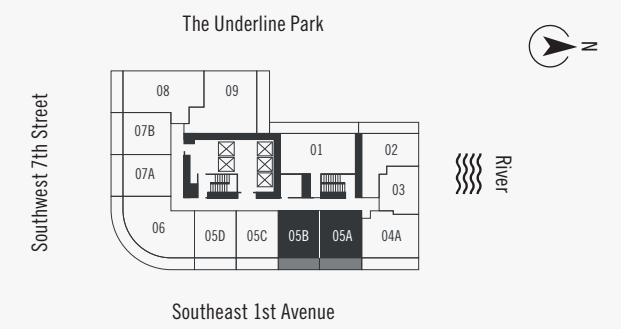 The Underline Park
N
08
09
07B
01
02
07A
03
06
05D
05C
05B
05A
04A
Southwest 7th Street
River
Southeast 1st Avenue